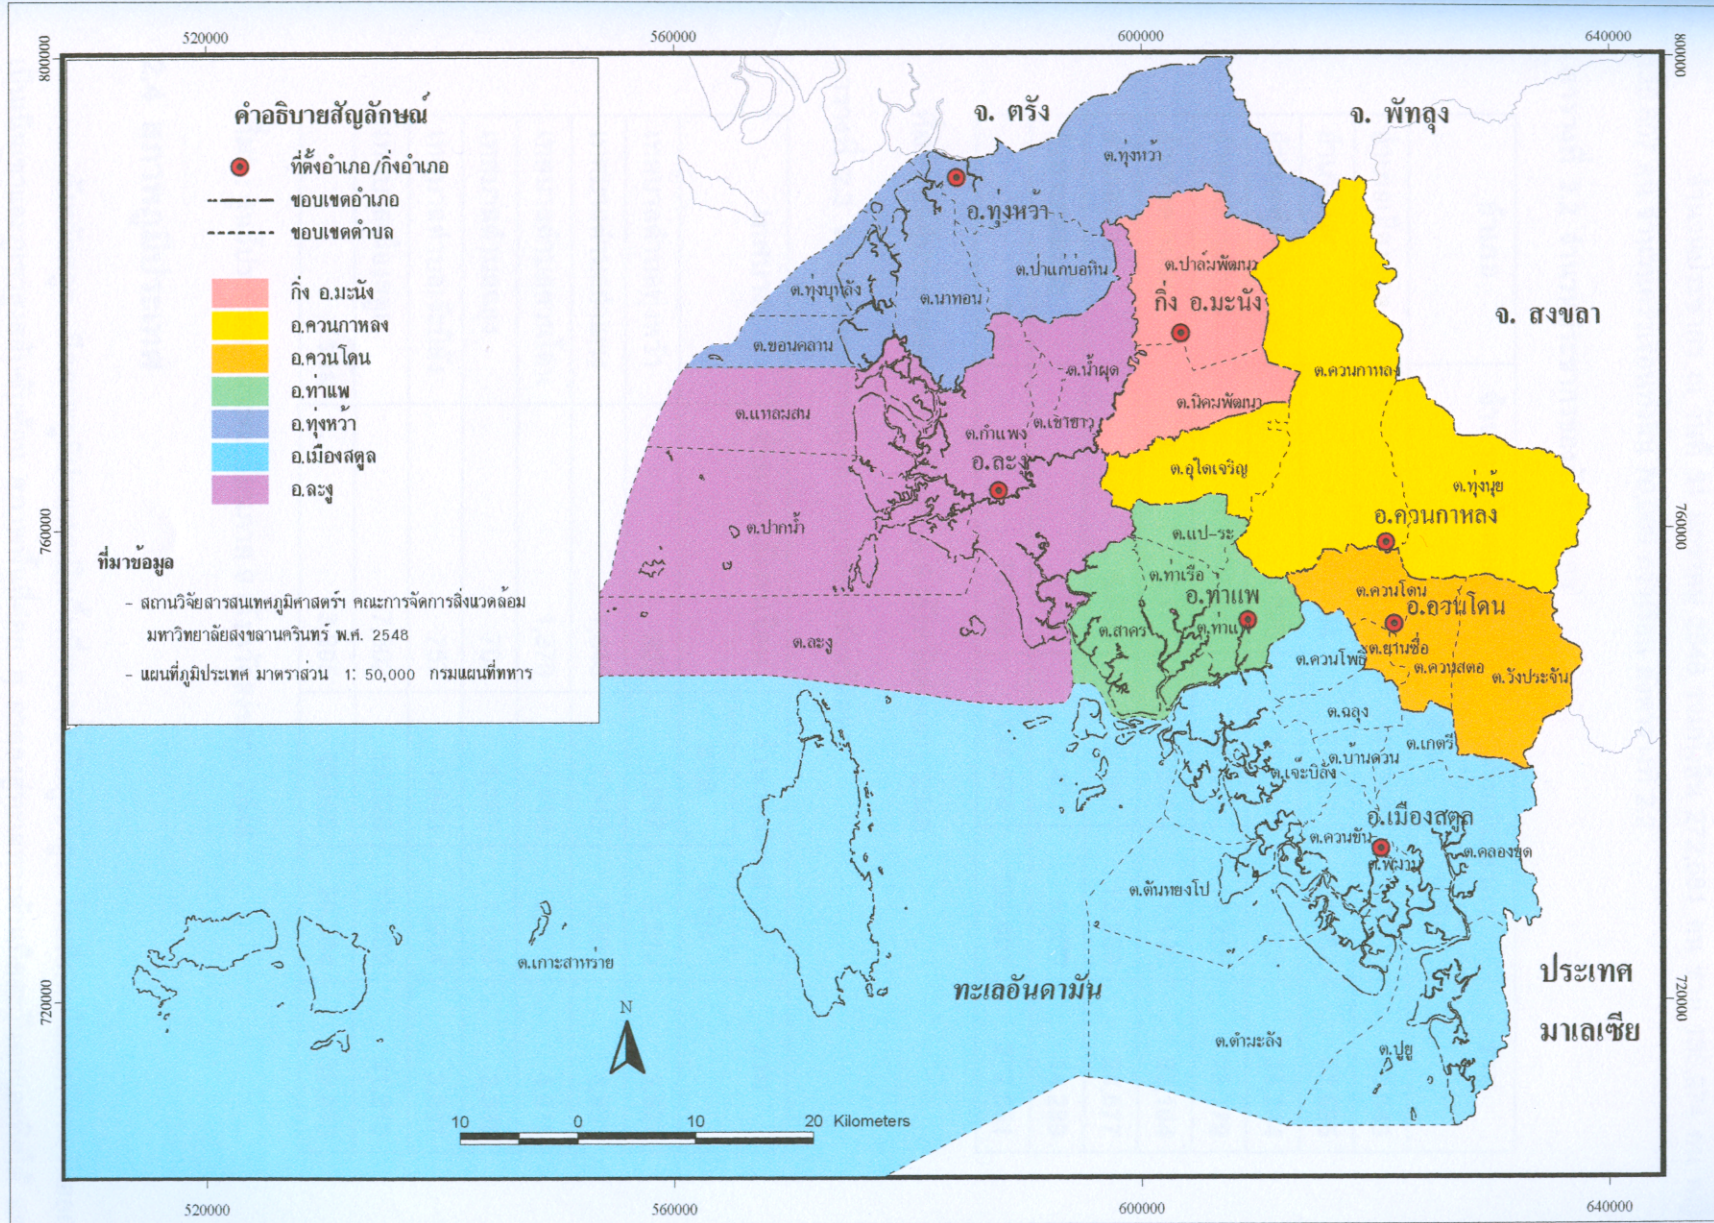 520000
560000
600000
640000
800000
800000
คำอธิบายสัญลักษณ์
ที่ตั้งอำเภอ/กิ่งอำเภอ
ขอบเขตอำเภอ
ขอบเขตตำบล
กิ่ง อ.มะนัง
อ.ควนกาหลง
อ.ควนโดน
อ.ท่าแพ
อ.ทุ่งหว้า
อ.เมืองสตูล
อ.ละงู
ที่มาข้อมูล
- สถานวิจัยสารสนเทศภูมิศาสตร์ฯ คณะการจัดการสิ่งแวดล้อม
มหาวิทยาลัยสงขลานครินทร์ พ.ศ. 2548
- แผนที่ภูมิประเทศ มาตราส่วน 1: 50,000 กรมแผนที่ทหาร
จ. ตรัง
จ. พัทลุง
จ. สงขลา
ต.ทุ่งหว้า
อ.ทุ่งหว้า
ต.ป่าแก่บ่อหิน
ต.ทุ่งบุหลัง
ต.นาทอน
ต.ขอนคลาน
ต.ปาล์มพัฒนา
กิ่ง อ.มะนัง
ต.นิคมพัฒนา
ต.ควนกาหลง
ต.น้ำผุด
ต.แหลมสน
ต.กำแพง
ต.เขาขาว
อ.ละงู
ต.อุใดเจริญ
ต.ทุ่งนุ้ย
อ.ควนกาหลง
ต.ปากน้ำ
760000
760000
ต.แป-ระ
ต.ท่าเรือ
อ.ท่าแพ
ต.สาคร
ต.ท่าแพ
ต.ละงู
ต.ควนโดน
อ.ควนโดน
ต.ย่านซื่อ
ต.ควนสตอ
ต.วังประจัน
ต.ควนโพธิ์
ต.ฉลุง
ต.เกตรี
ต.บ้านควน
ต.เจ๊ะบิลัง
อ.เมืองสตูล
ต.ควนขัน
ต.พิมาน
ต.คลองขุด
ต.ตันหยงโป
ต.เกาะสาหร่าย
ทะเลอันดามัน
ประเทศ
มาเลเซีย
720000
720000
ต.ตำมะลัง
ต.ปูยู
N
10 0 10 20 Kilometers
520000
560000
600000
640000